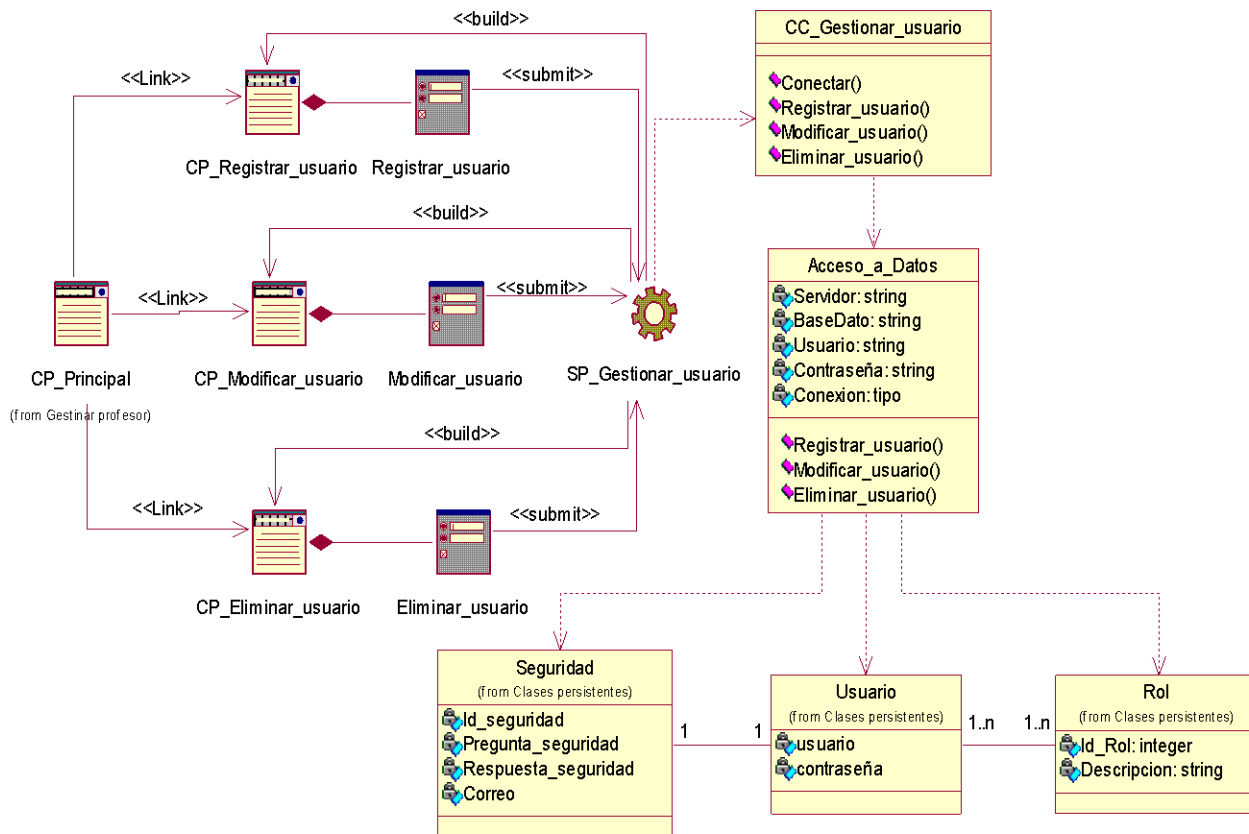 <<build>>
CC_Gestionar_usuario
<<Link>>
<<submit>>
Conectar()
Registrar_usuario()
Modificar_usuario()
Eliminar_usuario()
CP_Registrar_usuario
Registrar_usuario
<<build>>
<<Link>>
<<submit>>
Acceso_a_Datos
Servidor: string
BaseDato: string
Usuario: string
Contraseña: string
Conexion: tipo
Registrar_usuario()
Modificar_usuario()
Eliminar_usuario()
CP_Principal
(from Gestinar profesor)
CP_Modificar_usuario
Modificar_usuario
SP_Gestionar_usuario
<<build>>
<<Link>>
<<submit>>
CP_Eliminar_usuario
Eliminar_usuario
Seguridad
(from Clases persistentes)
Id_seguridad
Pregunta_seguridad
Respuesta_seguridad
Correo
1
1
Usuario
(from Clases persistentes)
usuario
contraseña
1..n
1..n
Rol
(from Clases persistentes)
Id_Rol: integer
Descripcion: string